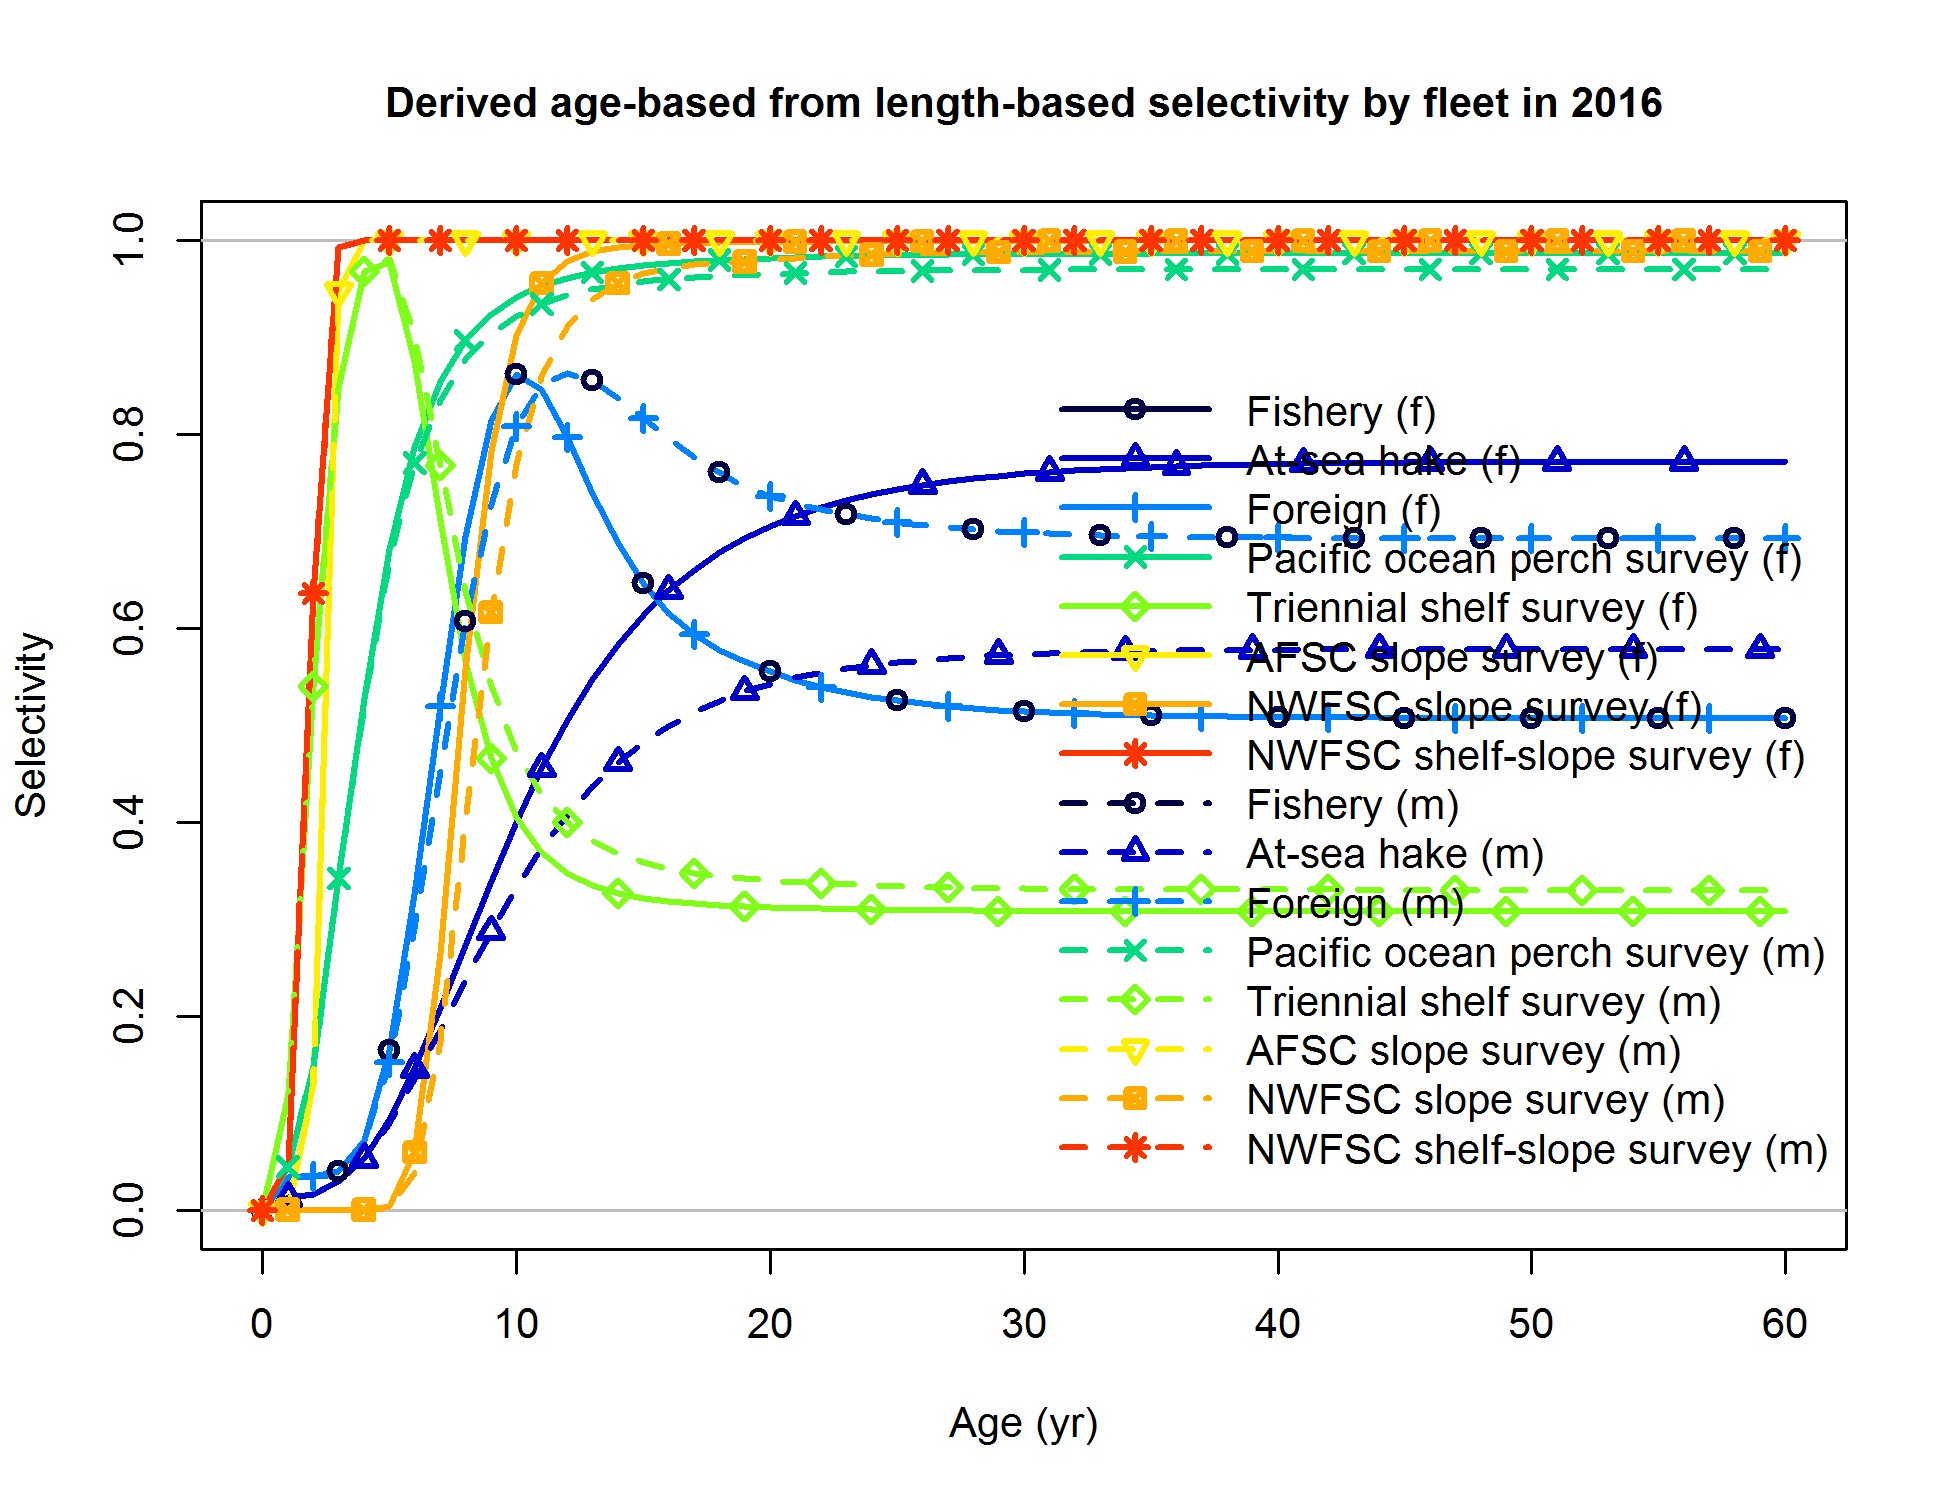 Derived age-based from length-based selectivity by fleet in 2016
Selectivity
1.0
0.8
0.6
0.4
0.2
0.0
Fishery (f)
At-sea hake (f)
Foreign (f)
Pacific ocean perch survey (f)
Triennial shelf survey (f)
AFSC slope survey (f)
NWFSC slope survey (f)
NWFSC shelf-slope survey (f)
Fishery (m)
At-sea hake (m)
Foreign (m)
Pacific ocean perch survey (m)
Triennial shelf survey (m)
AFSC slope survey (m)
NWFSC slope survey (m)
NWFSC shelf-slope survey (m)
0 10 20 30 40 50 60
Age (yr)